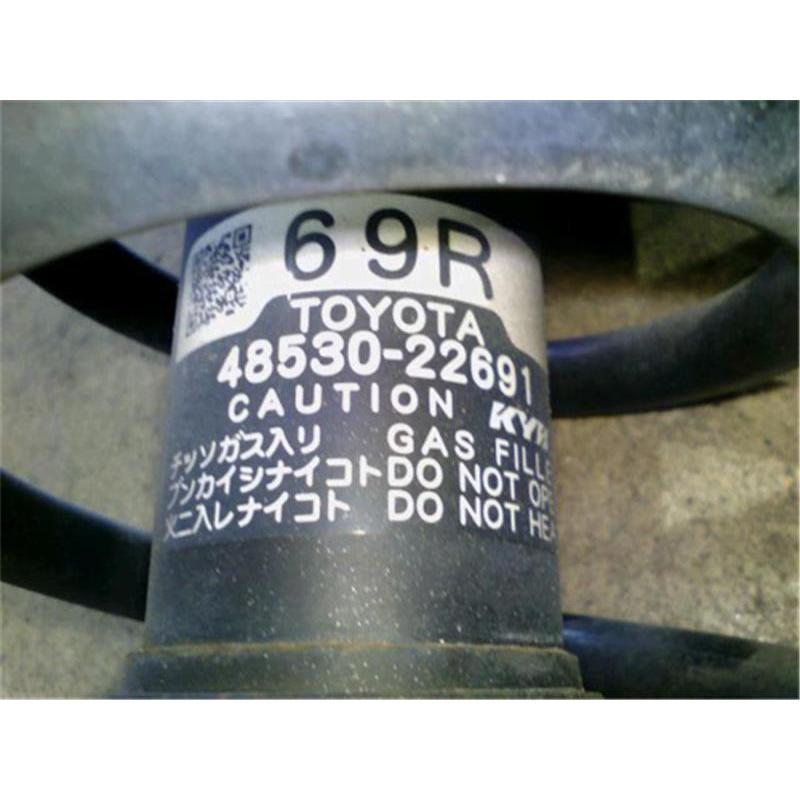 69R
TOYOTA
48530-22691
CAUTION
チッソガス入リ GAS
ブンカイシナイコト DO NOT
火ニ入レナイコト DO NOT